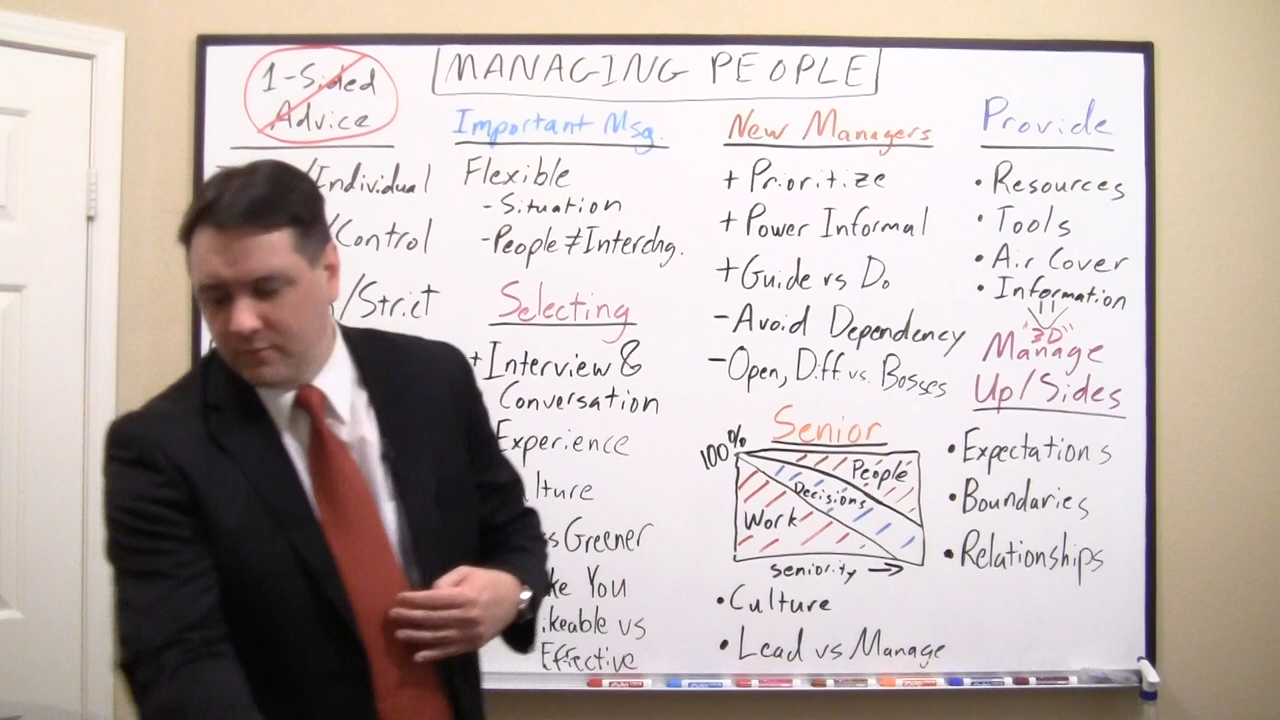 1-Sided
Advice
/Individual
/Control
/Strict
MANAGING PEOPLE
Important Msg.
Flexible
- Situation
- People ≠ Interchg.
Selecting
+ Interview &
Conversation
Experience
lture
s Greener
ke You
ikeable vs
Effective
New Managers
+ Prioritize
+ Power Informal
+ Guide vs Do
- Avoid Dependency
- Open, Diff vs. Bosses
Senior
100%
People
Decisions
Work
Seniority →
• Culture
• Lead vs Manage
Provide
• Resources
• Tools
• Air Cover
• Information
"3D"
Manage
Up/Sides
• Expectations
• Boundaries
• Relationships